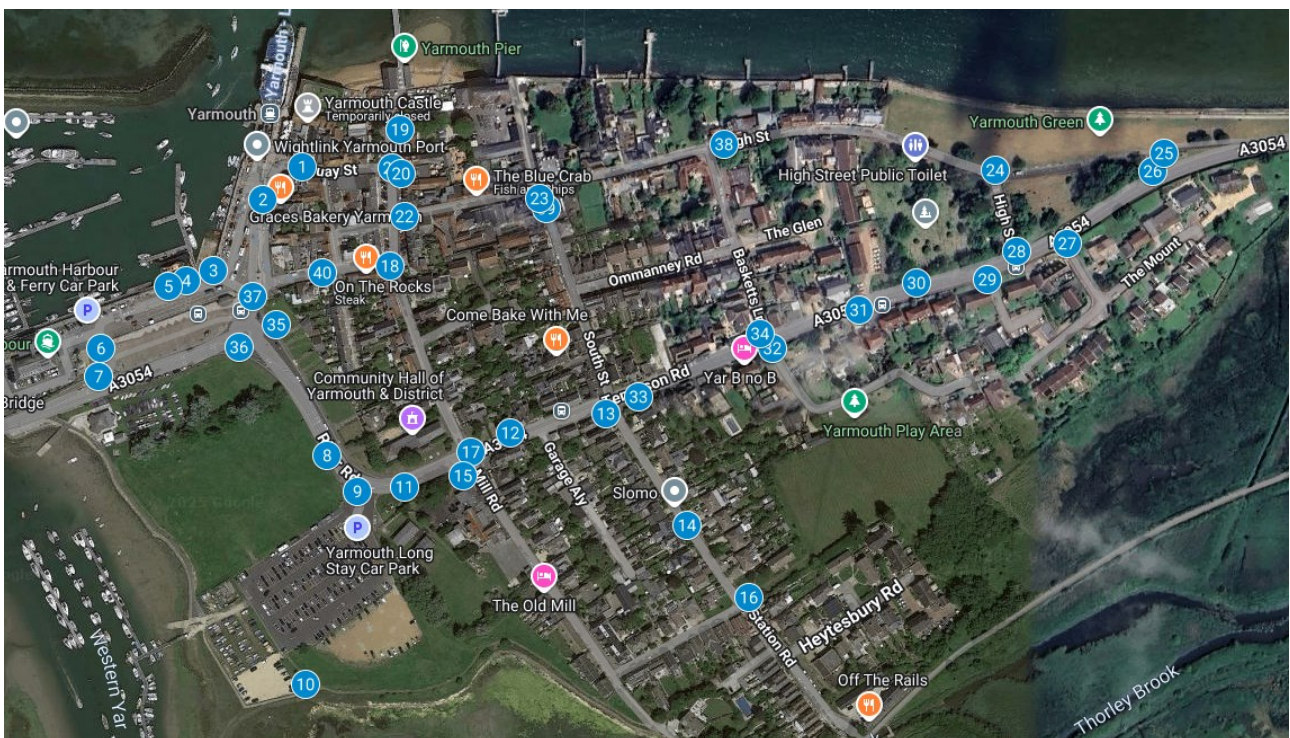 Yarmouth - L
Yarmouth
Yarmouth Pier
Yarmouth Castle
Temporarily closed
Yarmouth
Wightlink Yarmouth Port
19
1
20
2
22
Graces Bakery Yarmouth
The Blue Crab
Fish and Chips
23
38
High St
High Street Public Toilet
Yarmouth Green
24
25
26
A3054
3
4
5
40
18
On The Rocks
Steak
Yarmouth Harbour
& Ferry Car Park
P
Ommanney Rd
The Glen
Basketts
High S
28
A3054
27
The Mount
29
30
31
37
35
36
6
7
A3054
Bridge
Come Bake With Me
South St
34
32
Yar B no B
33
13
Yarmouth Play Area
Community Hall of
Yarmouth & District
12
17
15
Mill Rd
Garage Aly
8
9
11
P
Yarmouth Long
Stay Car Park
Slomo
14
The Old Mill
16
Station Rd
Heytesbury Rd
Off The Rails
10
Western Yar
Thorley Brook